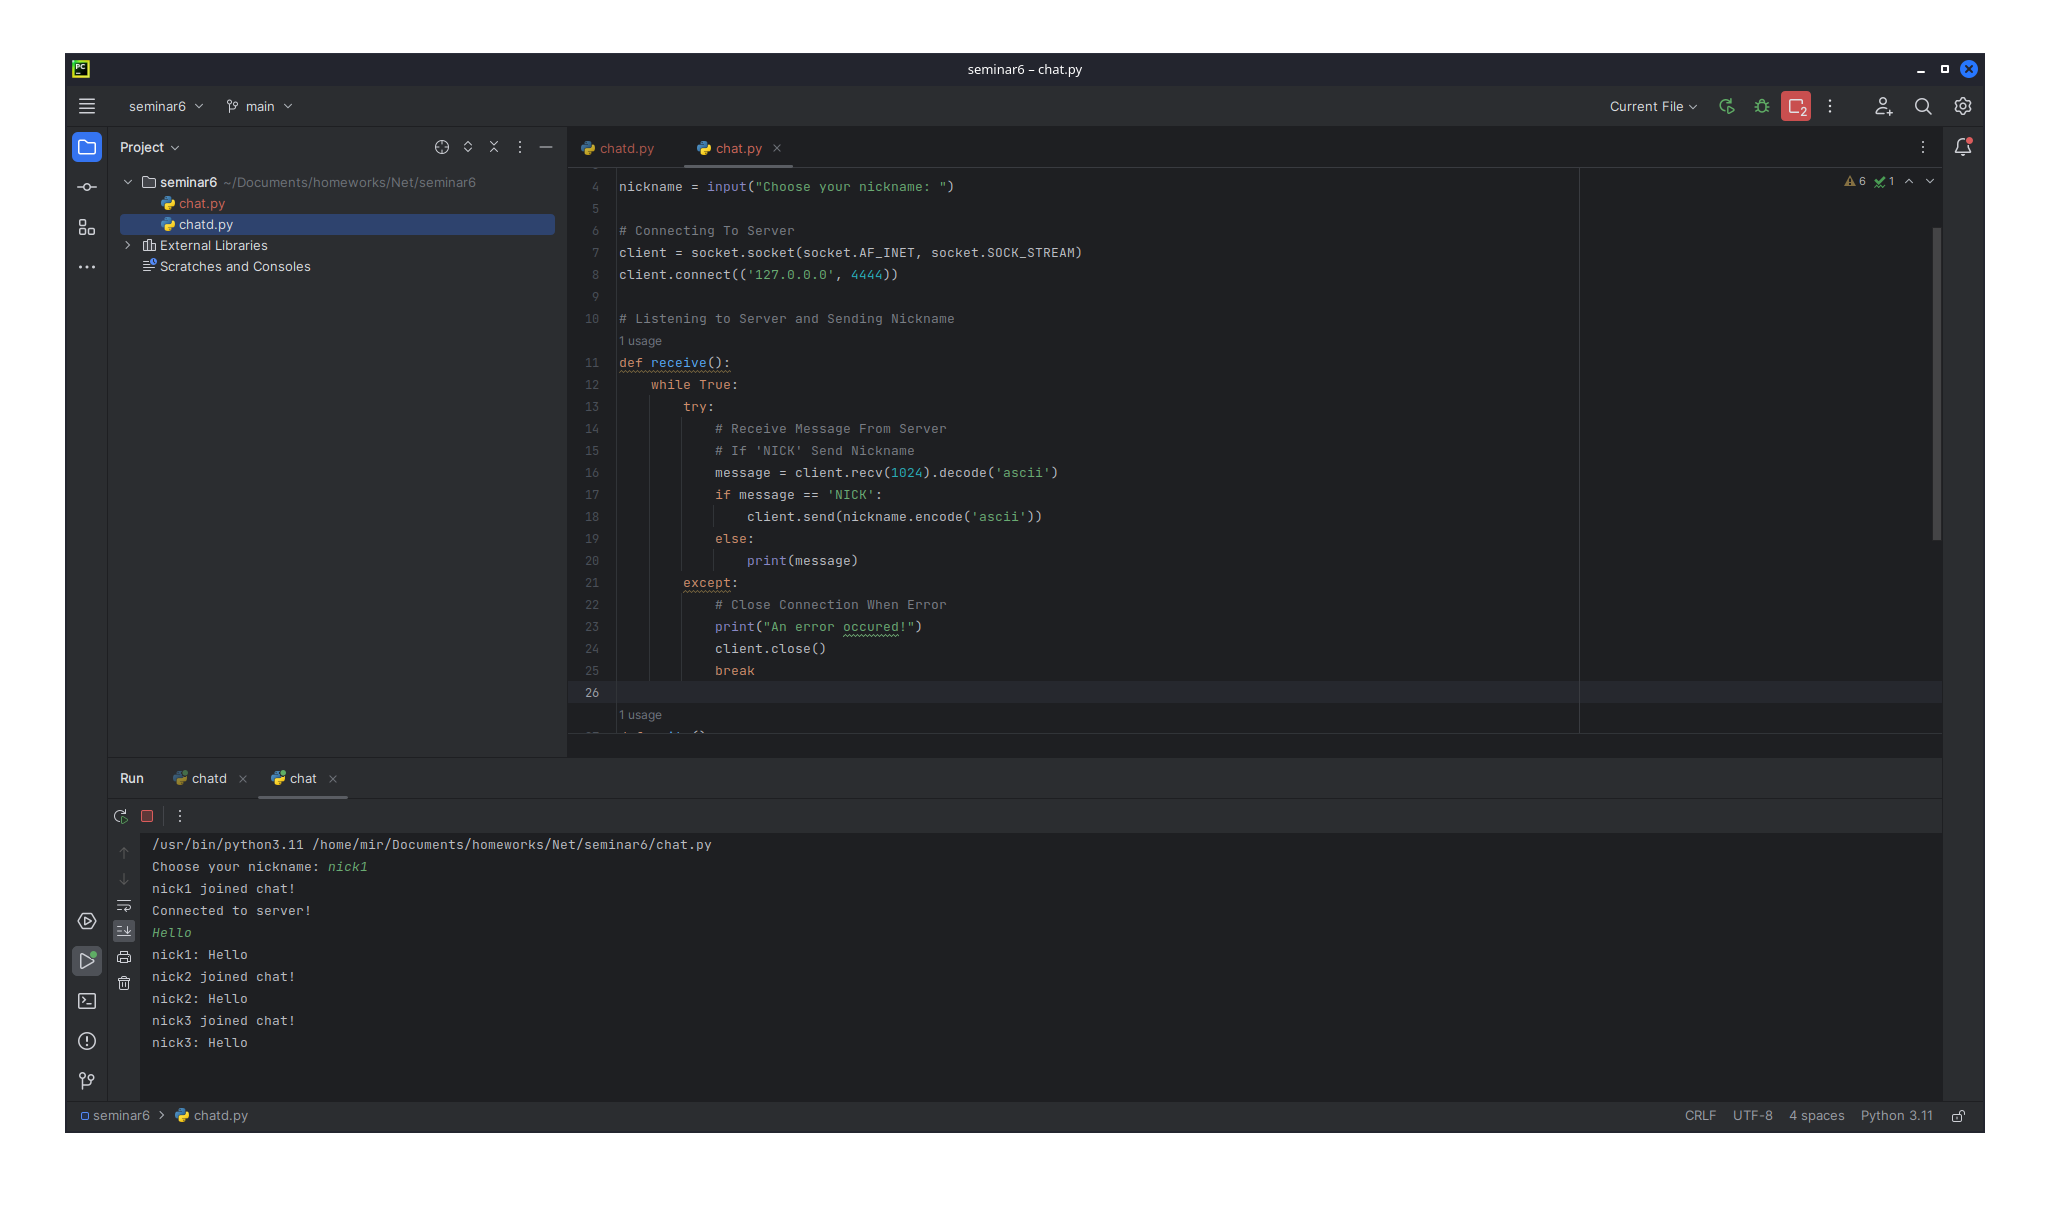 PC
seminar6 – chat.py
seminar6
main
Current File
2
Project
chatd.py
chat.py
seminar6 ~/Documents/homeworks/Net/seminar6
chat.py
chatd.py
External Libraries
Scratches and Consoles
6
1
4 nickname = input("Choose your nickname: ")
5
6 # Connecting To Server
7 client = socket.socket(socket.AF_INET, socket.SOCK_STREAM)
8 client.connect(('127.0.0.0', 4444))
9
10 # Listening to Server and Sending Nickname
1 usage
11 def receive():
12 while True:
13 try:
14 # Receive Message From Server
15 # If 'NICK' Send Nickname
16 message = client.recv(1024).decode('ascii')
17 if message == 'NICK':
18 client.send(nickname.encode('ascii'))
19 else:
20 print(message)
21 except:
22 # Close Connection When Error
23 print("An error occured!")
24 client.close()
25 break
26
1 usage
Run
chatd
chat
/usr/bin/python3.11 /home/mir/Documents/homeworks/Net/seminar6/chat.py
Choose your nickname: nick1
nick1 joined chat!
Connected to server!
Hello
nick1: Hello
nick2 joined chat!
nick2: Hello
nick3 joined chat!
nick3: Hello
seminar6 > chatd.py
CRLF UTF-8 4 spaces Python 3.11